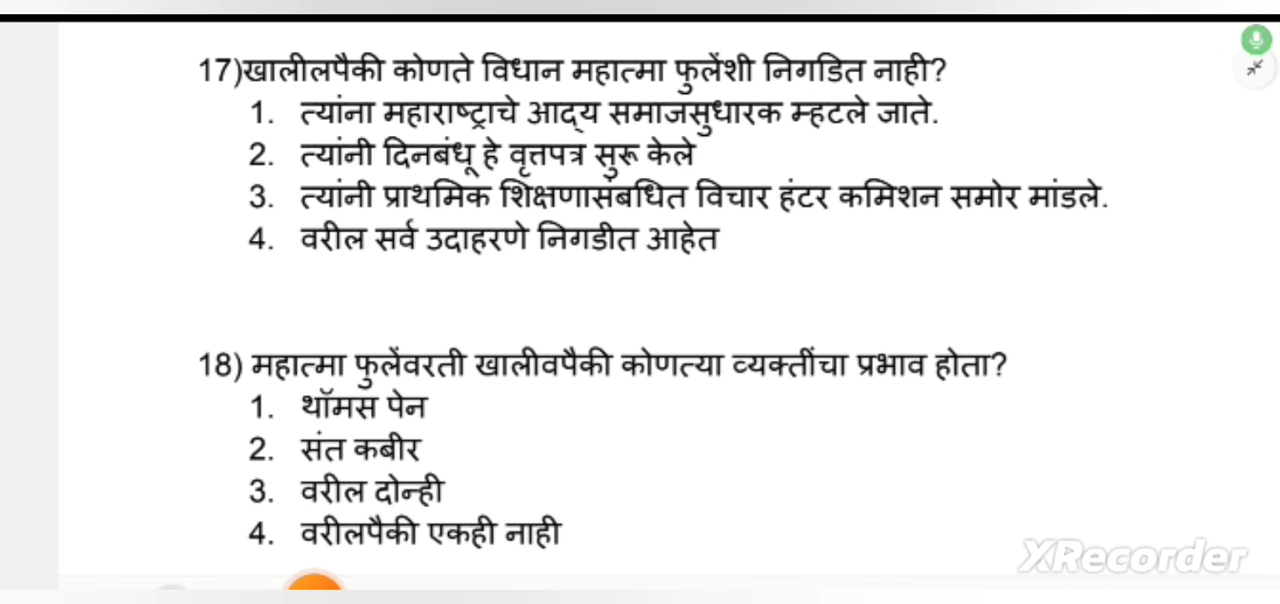 17)खालीलपैकी कोणते विधान महात्मा फुलेंशी निगडित नाही?
1. त्यांना महाराष्ट्राचे आद्य समाजसुधारक म्हटले जाते.
2. त्यांनी दिनबंधू हे वृत्तपत्र सुरू केले
3. त्यांनी प्राथमिक शिक्षणासंबधित विचार हंटर कमिशन समोर मांडले.
4. वरील सर्व उदाहरणे निगडीत आहेत
18) महात्मा फुलेंवरती खालीवपैकी कोणत्या व्यक्तींचा प्रभाव होता?
1. थॉमस पेन
2. संत कबीर
3. वरील दोन्ही
4. वरीलपैकी एकही नाही
XRecorder